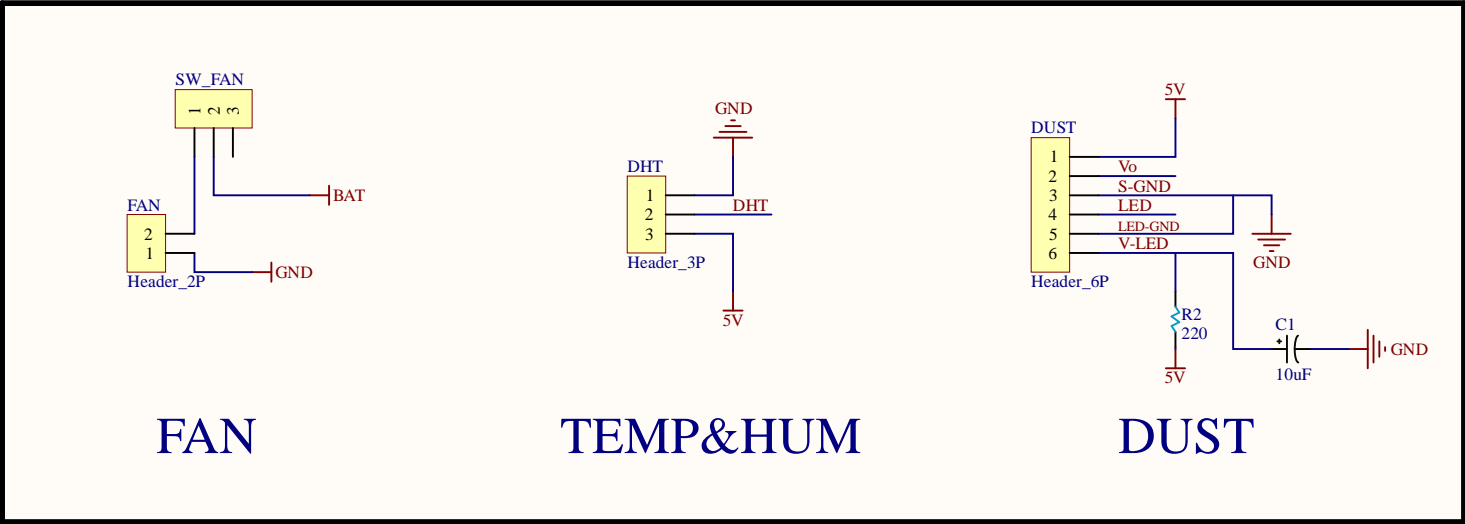 SW_FAN
1 2 3
BAT
FAN
2
1
GND
Header_2P
FAN
GND
DHT
1
2
3
DHT
Header_3P
5V
TEMP&HUM
5V
DUST
1
2
3
4
5
6
Vo
S-GND
LED
LED-GND
V-LED
Header_6P
GND
R2
220
5V
C1
10uF
GND
DUST